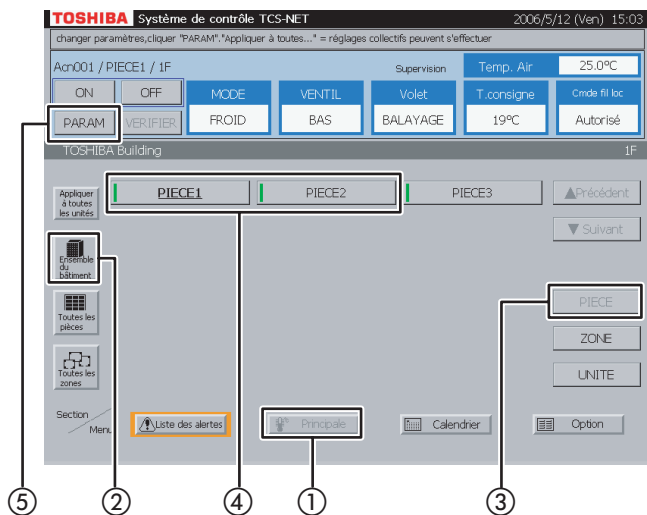 TOSHIBA Système de contrôle TCS-NET 2006/5/12 (Ven) 15:03
changer paramètres,cliquer "PARAM"."Appliquer à toutes..." = réglages collectifs peuvent s'effectuer
Acn001 / PIECE1 / 1F Supervision Temp. Air 25.0ºC
ON OFF MODE VENTIL Volet T.consigne Cmde fil loc
PARAM VERIFIER FROID BAS BALAYAGE 19ºC Autorisé
TOSHIBA Building 1F
Appliquer
à toutes
les unités
PIECE1 PIECE2 PIECE3 ▲Précédent
▼ Suivant
Ensemble
du
bâtiment
Toutes les
pièces
PIECE
ZONE
Toutes les
zones
UNITE
Section
Menu
Liste des alertes Principale Calendrier Option
⑤ ② ④ ① ③